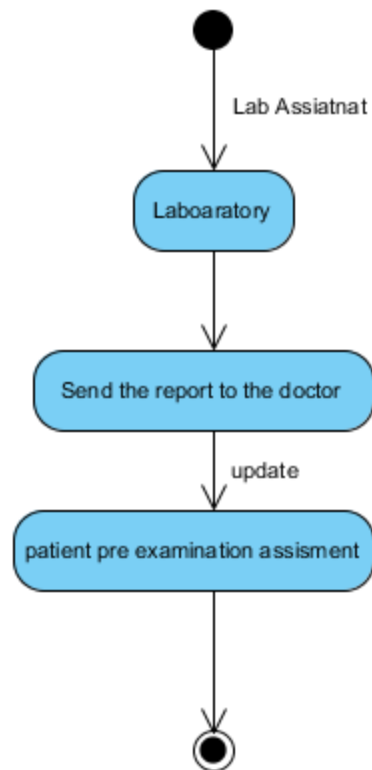 Lab Assiatnat
Laboaratory
Send the report to the doctor
update
patient pre examination assisment